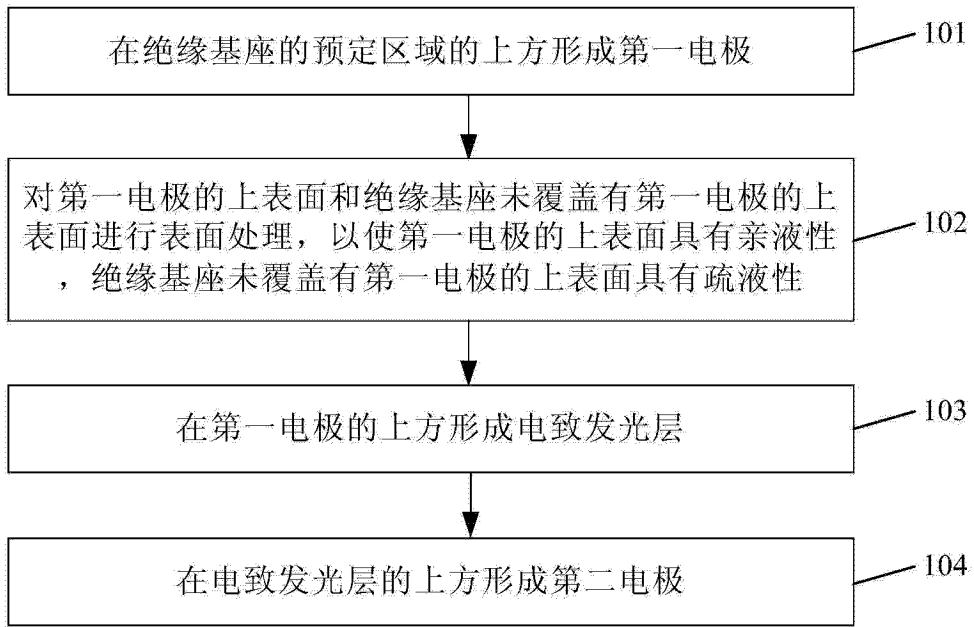 在绝缘基座的预定区域的上方形成第一电极
101
对第一电极的上表面和绝缘基座未覆盖有第一电极的上
表面进行表面处理，以使第一电极的上表面具有亲液性
，绝缘基座未覆盖有第一电极的上表面具有疏液性
102
在第一电极的上方形成电致发光层
103
在电致发光层的上方形成第二电极
104